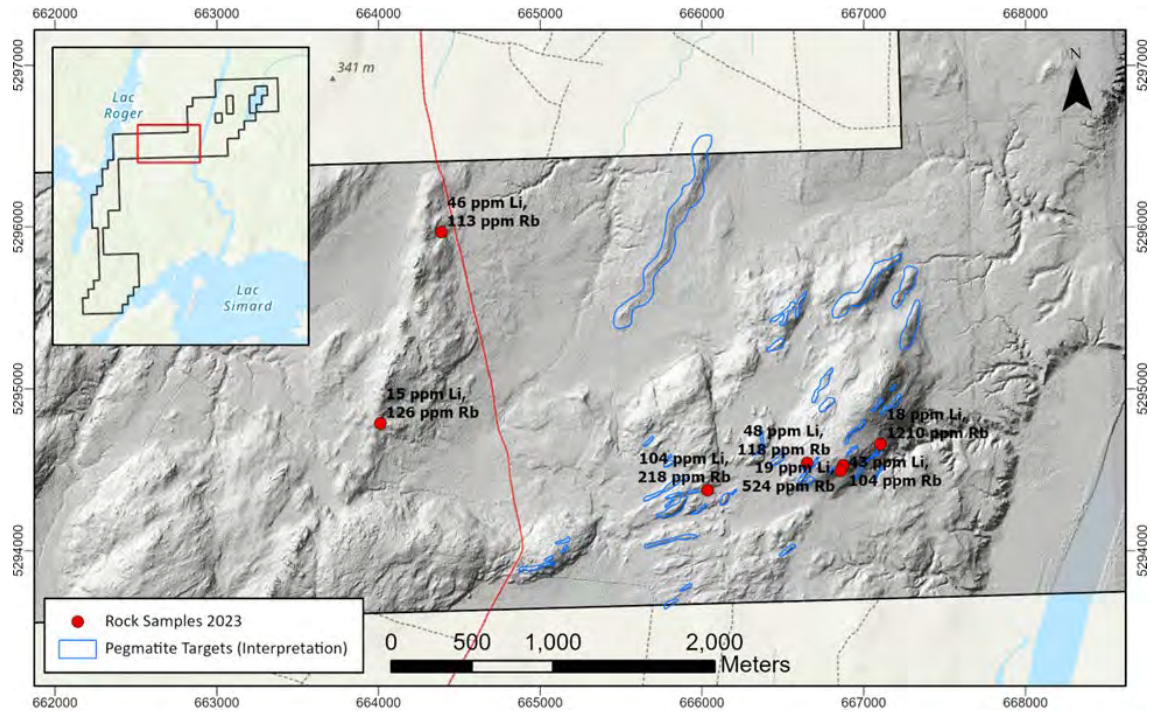 662000 663000 664000 665000 666000 667000 668000
5297000
5297000
341 m
N
Lac
Roger
Lac
Simard
46 ppm Li,
113 ppm Rb
5296000
5296000
15 ppm Li,
126 ppm Rb
5295000
5295000
18 ppm Li,
1210 ppm Rb
48 ppm Li,
118 ppm Rb
104 ppm Li,
218 ppm Rb
19 ppm Li,
524 ppm Rb
43 ppm Li,
104 ppm Rb
5294000
5294000
Rock Samples 2023
Pegmatite Targets (Interpretation)
0 500 1,000 2,000
Meters
662000 663000 664000 665000 666000 667000 668000